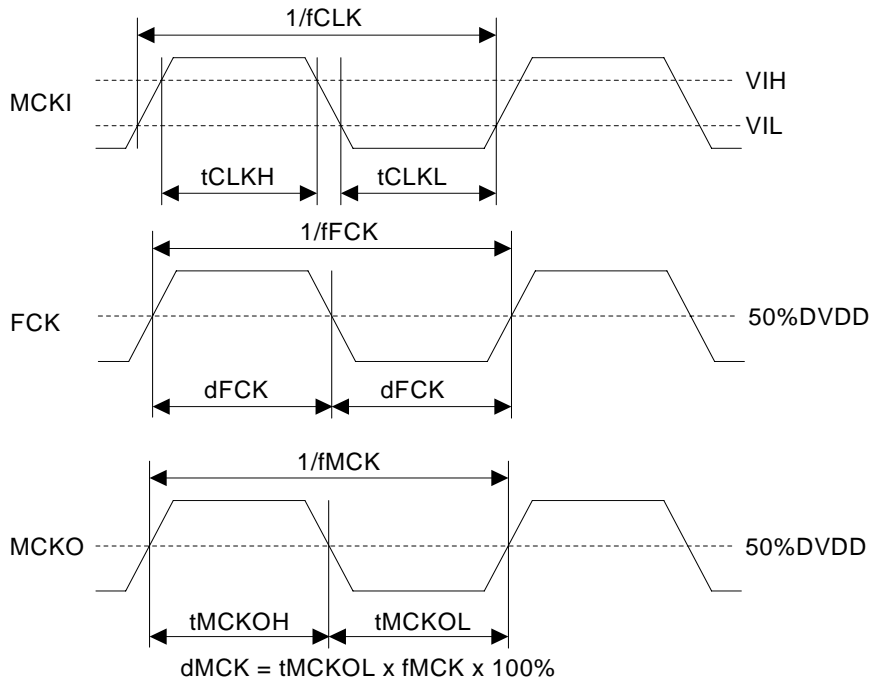 1/fCLK
VIH
MCKI
VIL
tCLKH tCLKL
1/fFCK
FCK 50%DVDD
dFCK dFCK
1/fMCK
MCKO 50%DVDD
tMCKOH tMCKOL
dMCK = tMCKOL x fMCK x 100%